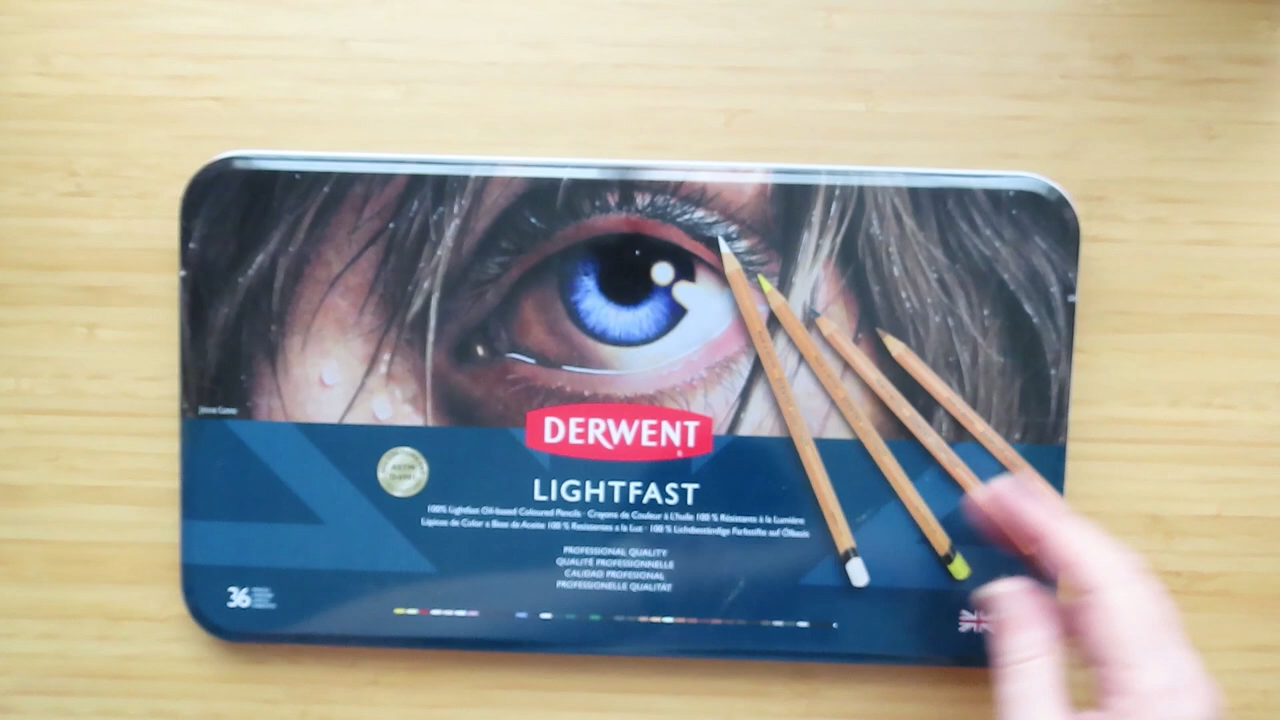 DERWENT
LIGHTFAST
100% Lightfast Oil-based Coloured Pencils · Crayons de Couleur à L'huile 100 % Résistante à la Lumière
Lápices de Color a Base de Aceite 100 % Resistentes a la Luz · 100 % Lichtbeständige Farbstifte auf Ölbasis
PROFESSIONAL QUALITY
QUALITÉ PROFESSIONNELLE
CALIDAD PROFESIONAL
PROFESSIONELLE QUALITÄT
36